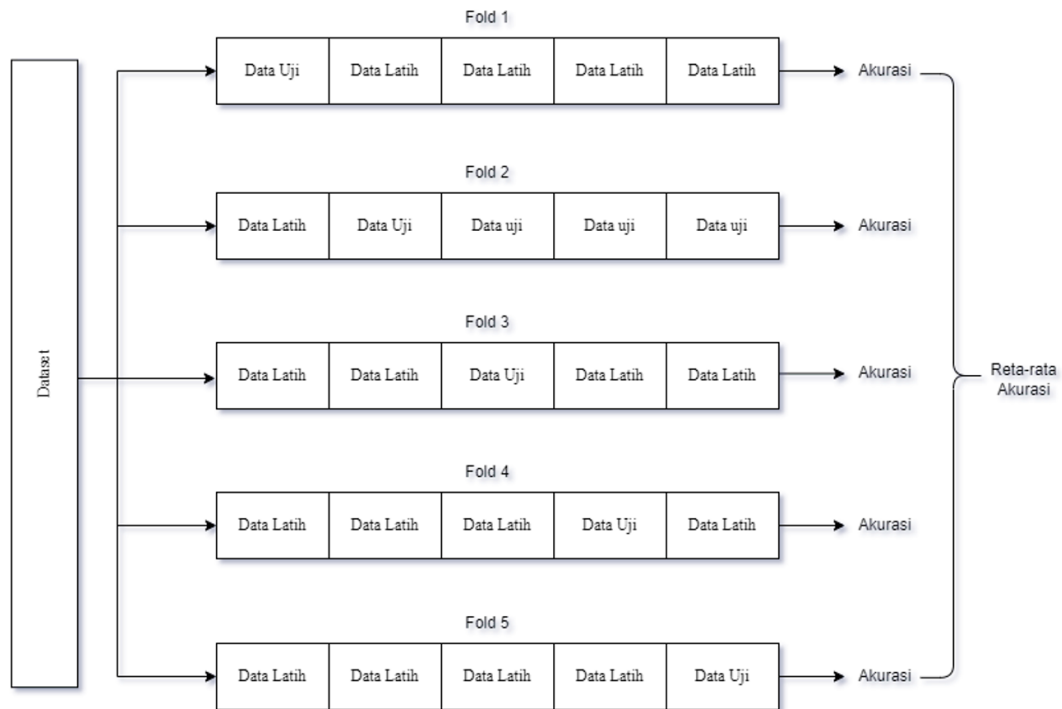 Fold 1
Data Uji Data Latih Data Latih Data Latih Data Latih Akurasi
Fold 2
Data Latih Data Uji Data uji Data uji Data uji Akurasi
Fold 3
Dataset Data Latih Data Latih Data Uji Data Latih Data Latih Akurasi
Reta-rata
Akurasi
Fold 4
Data Latih Data Latih Data Latih Data Uji Data Latih Akurasi
Fold 5
Data Latih Data Latih Data Latih Data Latih Data Uji Akurasi